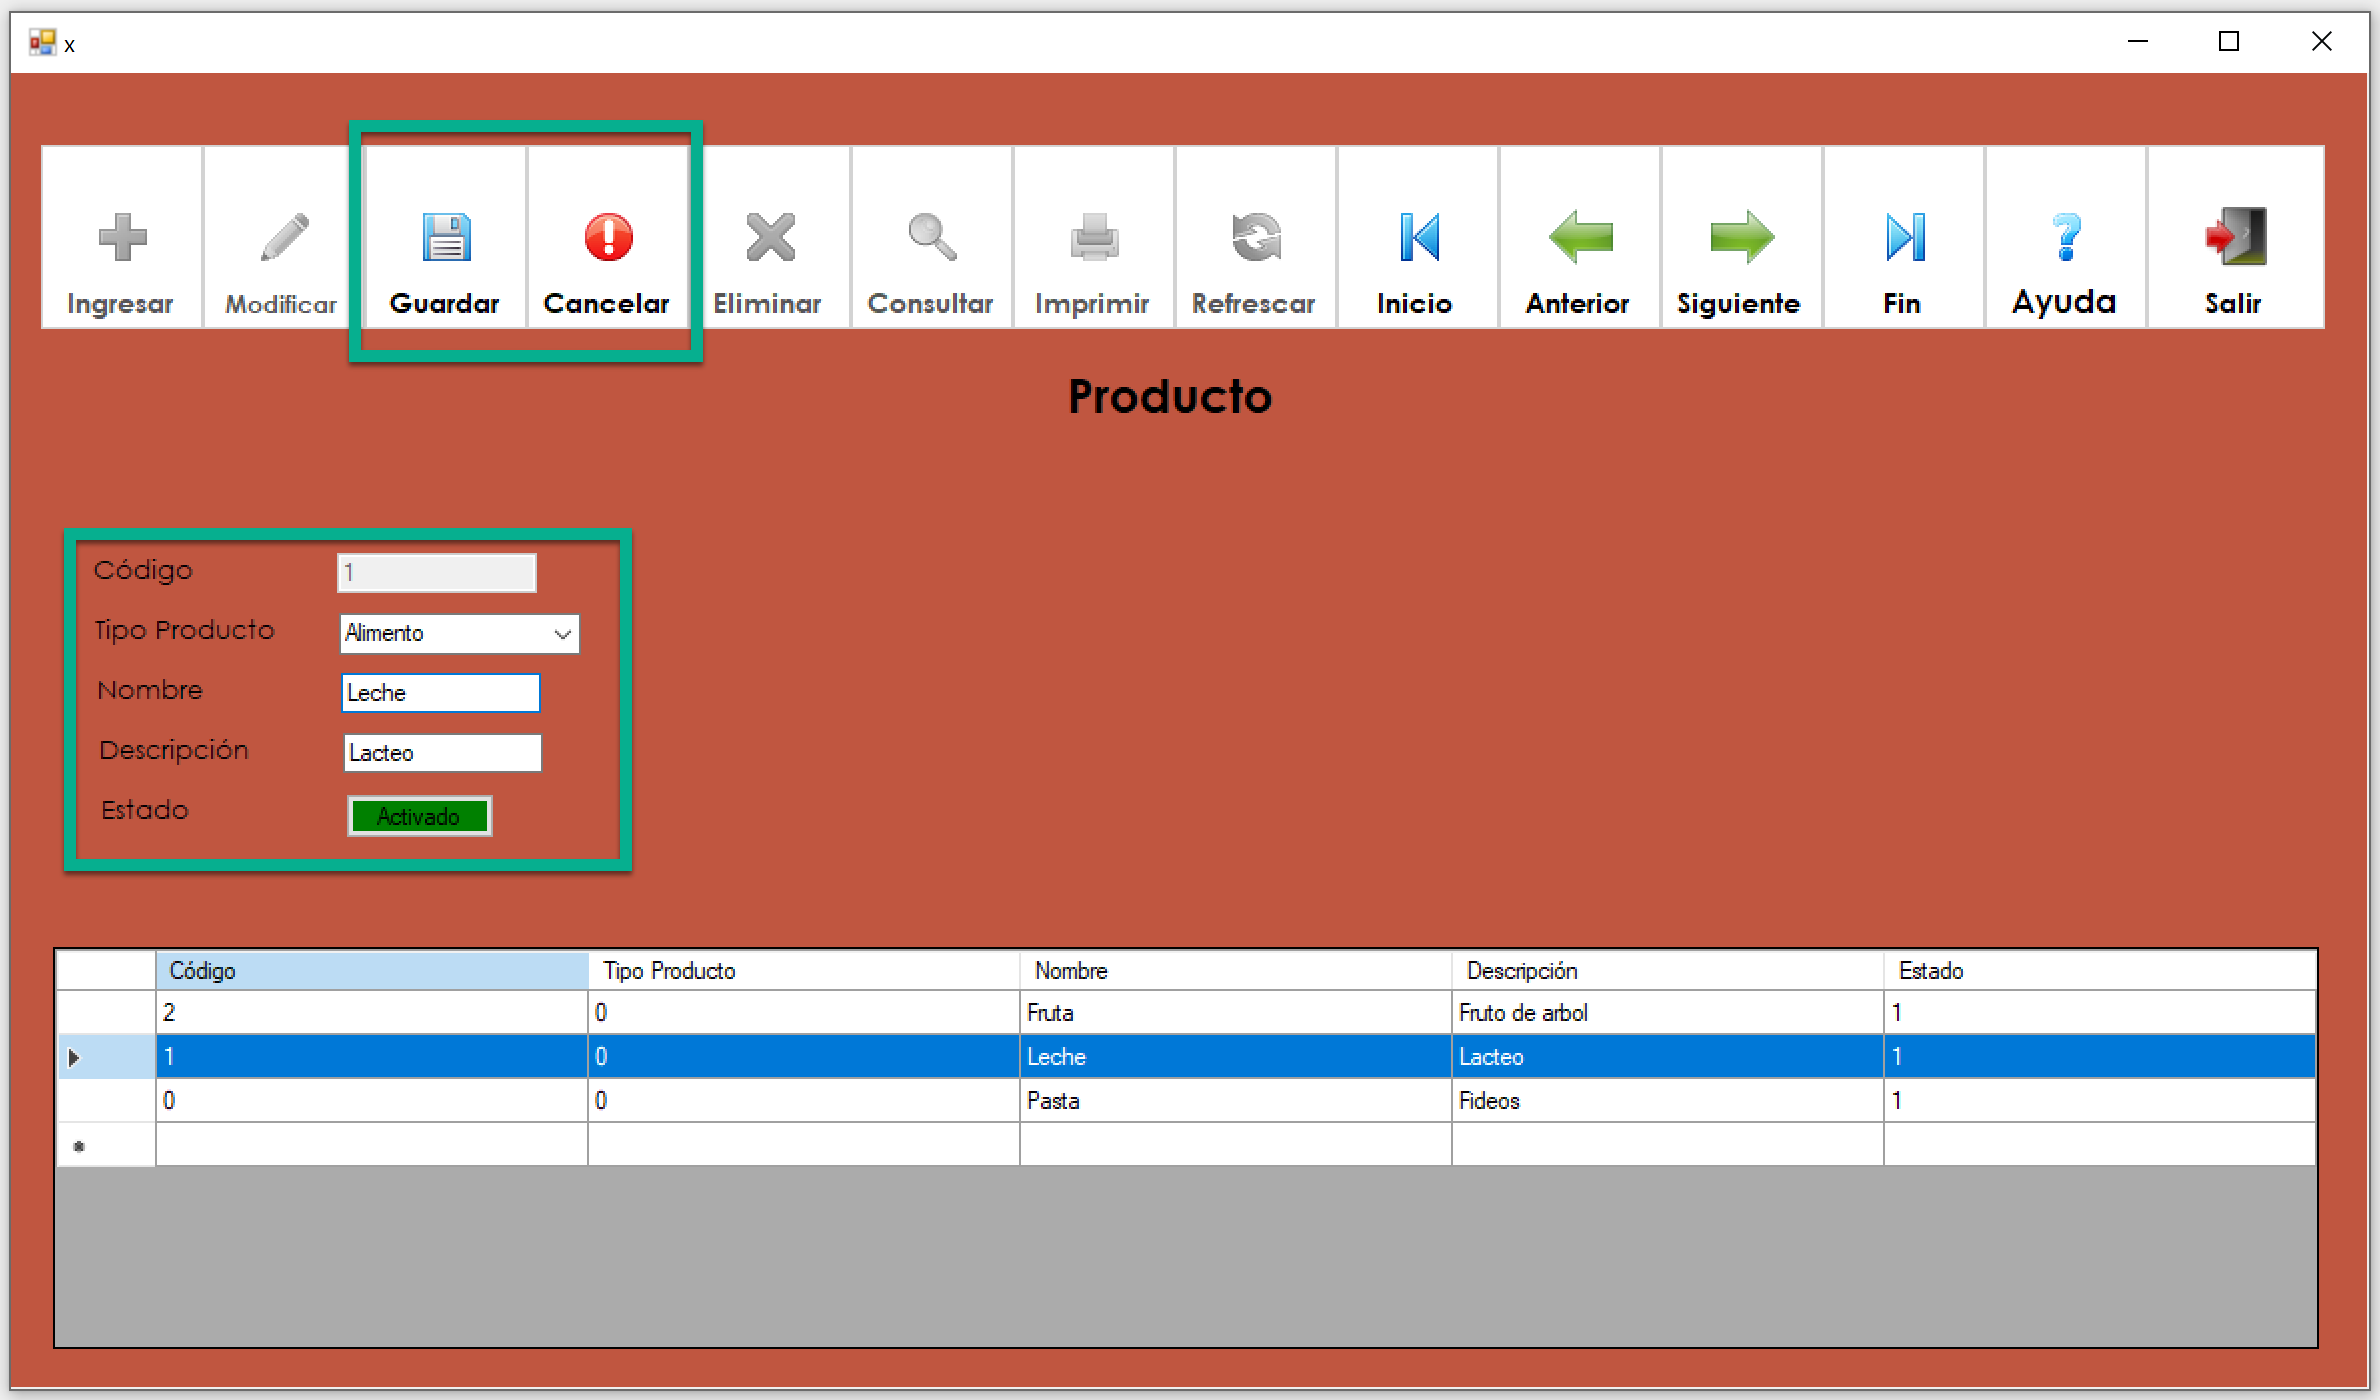 x
Ingresar Modificar Guardar Cancelar Eliminar Consultar Imprimir Refrescar Inicio Anterior Siguiente Fin Ayuda Salir
Producto
Código 1
Tipo Producto Alimento
Nombre Leche
Descripción Lacteo
Estado Activado
Código Tipo Producto Nombre Descripción Estado
2 0 Fruta Fruto de arbol 1
1 0 Leche Lacteo 1
0 0 Pasta Fideos 1